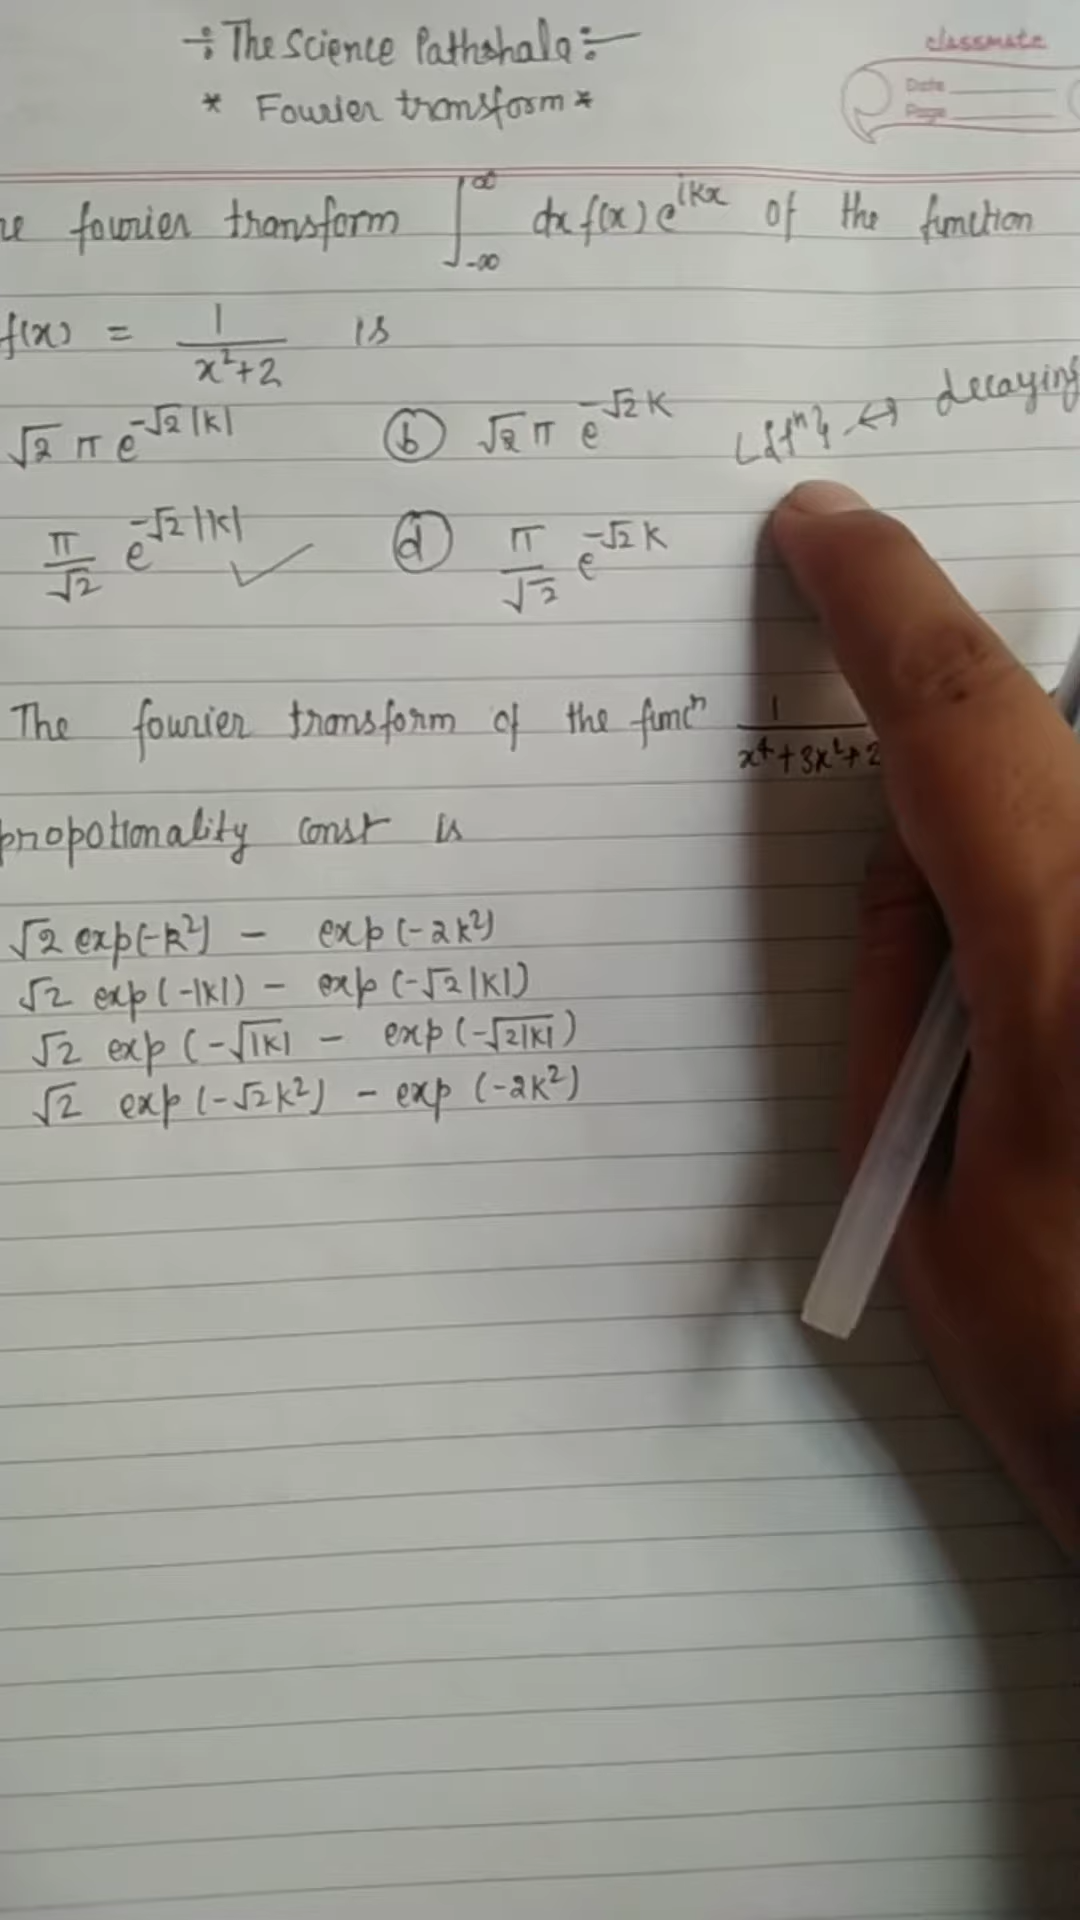 ÷ The Science Pathshala ÷
* Fourier transform *
classmate
Date
Page
re fourier transform ∫_{-∞}^{∞} dx f(x) e^{ikx} of the function
f(x) = 1/(x²+2) is
√2 π e^{-√2|k|} (b) √2 π e^{-√2k}
↔ decaying
π/√2 e^{-√2|k|} ✓ (d) π/√2 e^{-√2k}
The fourier transform of the funcⁿ 1/(x⁴+3x²+2
propotionality const is
√2 exp(-k²) - exp(-2k²)
√2 exp(-|k|) - exp(-√2|k|)
√2 exp(-√|k| - exp(-√2|k|)
√2 exp(-√2k²) - exp(-2k²)